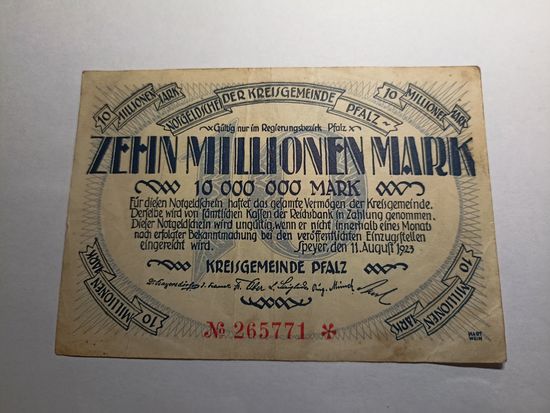 NOTGELDSCHEIN DER KREISGEMEINDE PFALZ
10 MILLIONEN MARK
10 MILLIONEN MARK
Gültig nur im Regierungsbezirk Pfalz
ZEHN MILLIONEN MARK
10 000 000 MARK
Für diesen Notgeldschein haftet das gesamte Vermögen der Kreisgemeinde.
Derselbe wird von sämtlichen Kassen der Reichsbank in Zahlung genommen.
Dieser Notgeldschein wird ungültig, wenn er nicht innerhalb eines Monats
nach erfolgter Bekanntmachung bei den veröffentlichten Einzugsstellen
eingereicht wird.
Speyer, den 11. August 1923
KREISGEMEINDE PFALZ
10 MILLIONEN MARK
10 MILLIONEN MARK
№ 265771 *
HART
WEIN